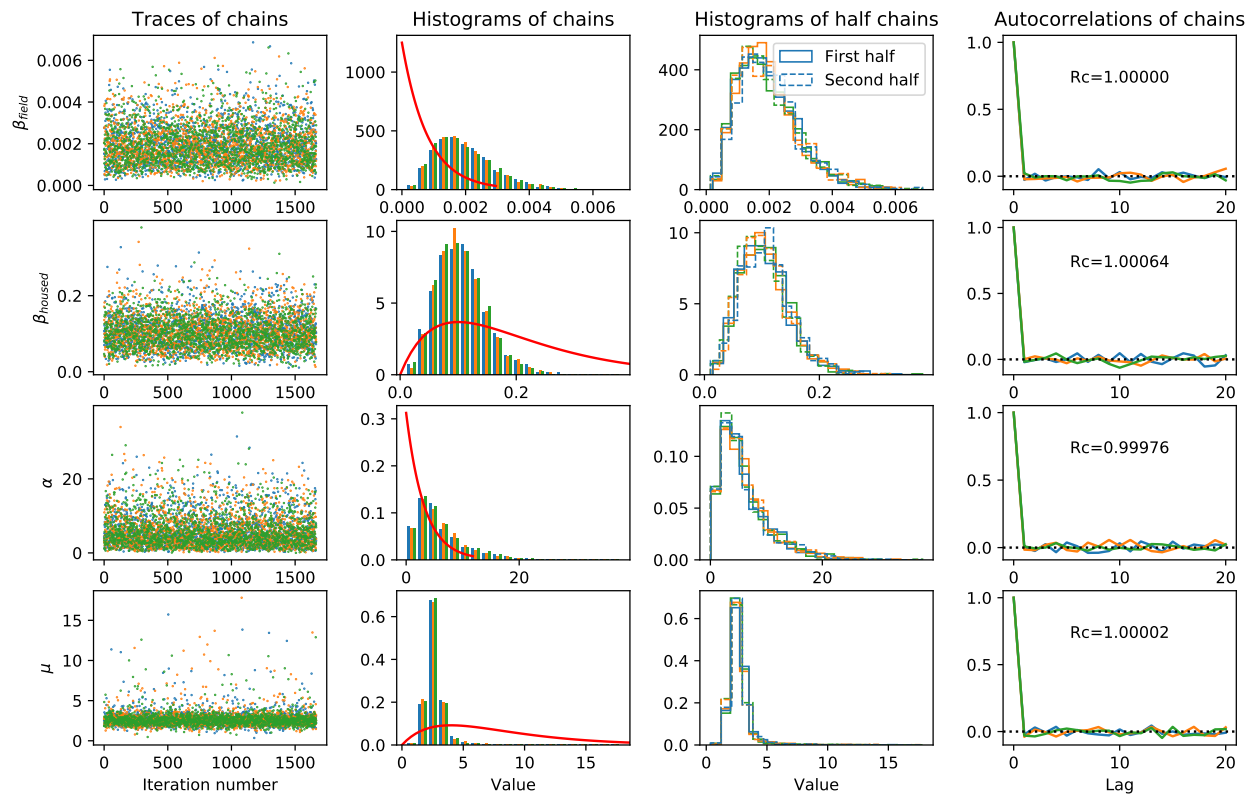 Traces of chains
Histograms of chains
Histograms of half chains
Autocorrelations of chains
β_field
0.006
0.004
0.002
0.000
0 500 1000 1500
1000
500
0
0.000 0.002 0.004 0.006
400
200
0
First half
Second half
0.000 0.002 0.004 0.006
1.0
0.5
0.0
Rc=1.00000
0 10 20
β_housed
0.2
0.0
0 500 1000 1500
10
5
0
0.0 0.2
10
5
0
0.0 0.2
1.0
0.5
0.0
Rc=1.00064
0 10 20
α
20
0
0 500 1000 1500
0.3
0.2
0.1
0.0
0 20
0.10
0.05
0.00
0 20
1.0
0.5
0.0
Rc=0.99976
0 10 20
μ
15
10
5
0
0 500 1000 1500
Iteration number
0.6
0.4
0.2
0.0
0 5 10 15
Value
0.6
0.4
0.2
0.0
0 5 10 15
Value
1.0
0.5
0.0
Rc=1.00002
0 10 20
Lag